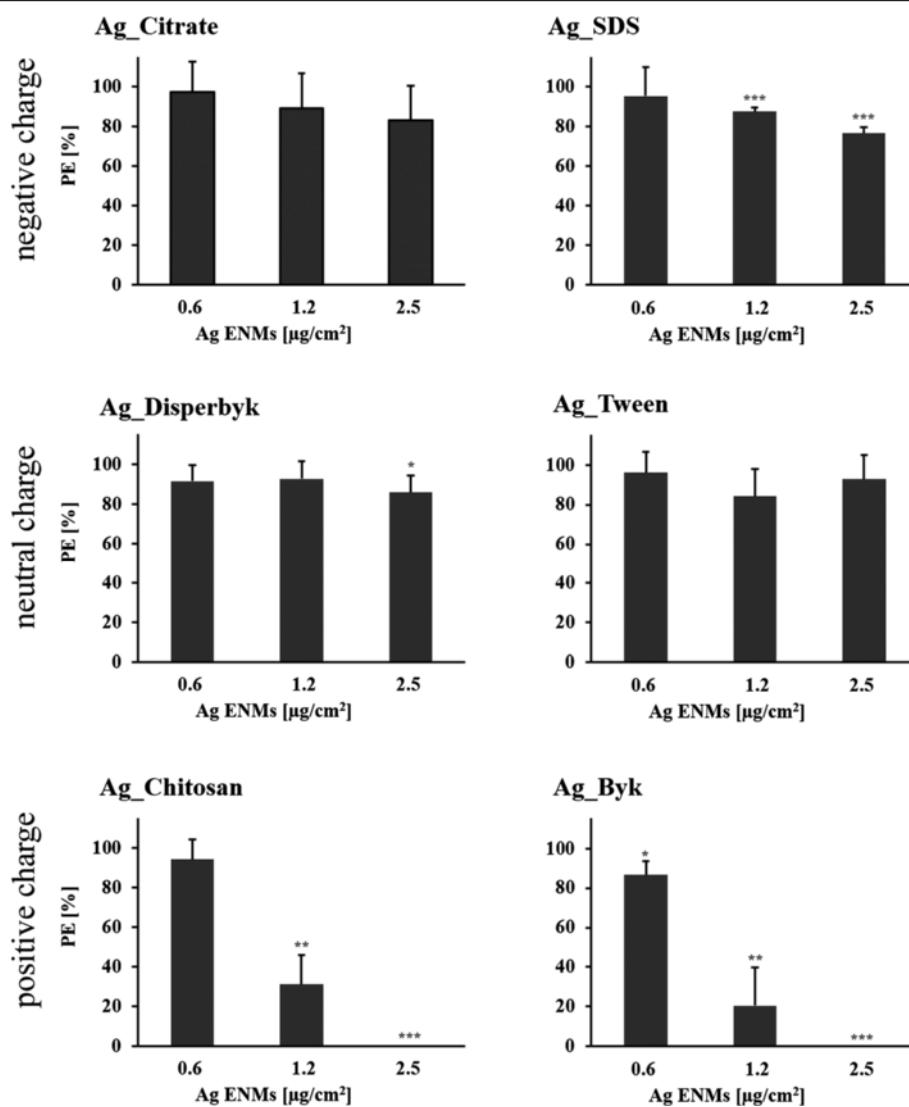 negative charge
Ag_Citrate
PE [%]
100
80
60
40
20
0
0.6 1.2 2.5
Ag ENMs [µg/cm²]
Ag_SDS
PE [%]
100
80
60
40
20
0
*** ***
0.6 1.2 2.5
Ag ENMs [µg/cm²]
neutral charge
Ag_Disperbyk
PE [%]
100
80
60
40
20
0
*
0.6 1.2 2.5
Ag ENMs [µg/cm²]
Ag_Tween
PE [%]
100
80
60
40
20
0
0.6 1.2 2.5
Ag ENMs [µg/cm²]
positive charge
Ag_Chitosan
PE [%]
100
80
60
40
20
0
**
***
0.6 1.2 2.5
Ag ENMs [µg/cm²]
Ag_Byk
PE [%]
100
80
60
40
20
0
*
**
***
0.6 1.2 2.5
Ag ENMs [µg/cm²]